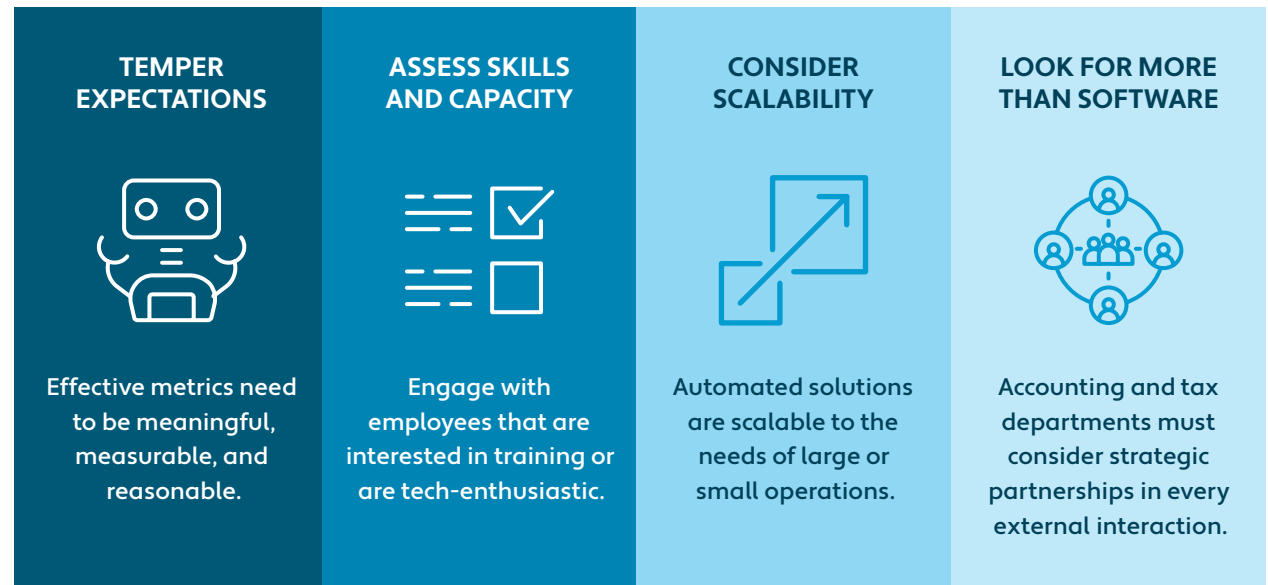 TEMPER
EXPECTATIONS
Effective metrics need
to be meaningful,
measurable, and
reasonable.
ASSESS SKILLS
AND CAPACITY
Engage with
employees that are
interested in training or
are tech-enthusiastic.
CONSIDER
SCALABILITY
Automated solutions
are scalable to the
needs of large or
small operations.
LOOK FOR MORE
THAN SOFTWARE
Accounting and tax
departments must
consider strategic
partnerships in every
external interaction.